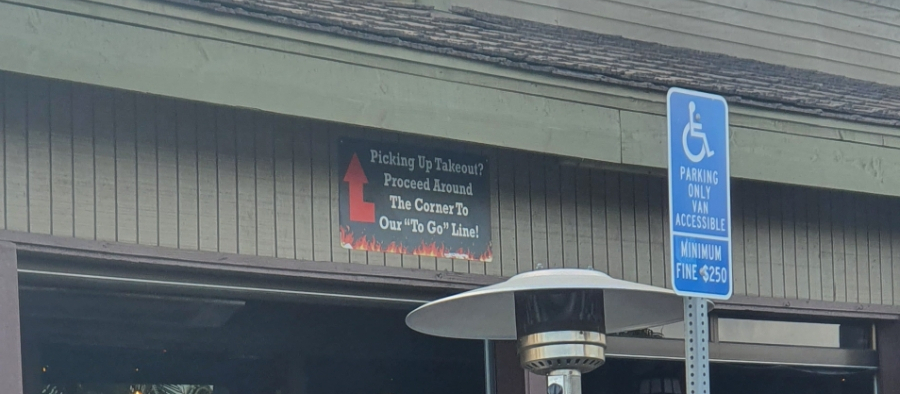 Picking Up Takeout?
Proceed Around
The Corner To
Our “To Go” Line!
PARKING
ONLY
VAN
ACCESSIBLE
MINIMUM
FINE $250